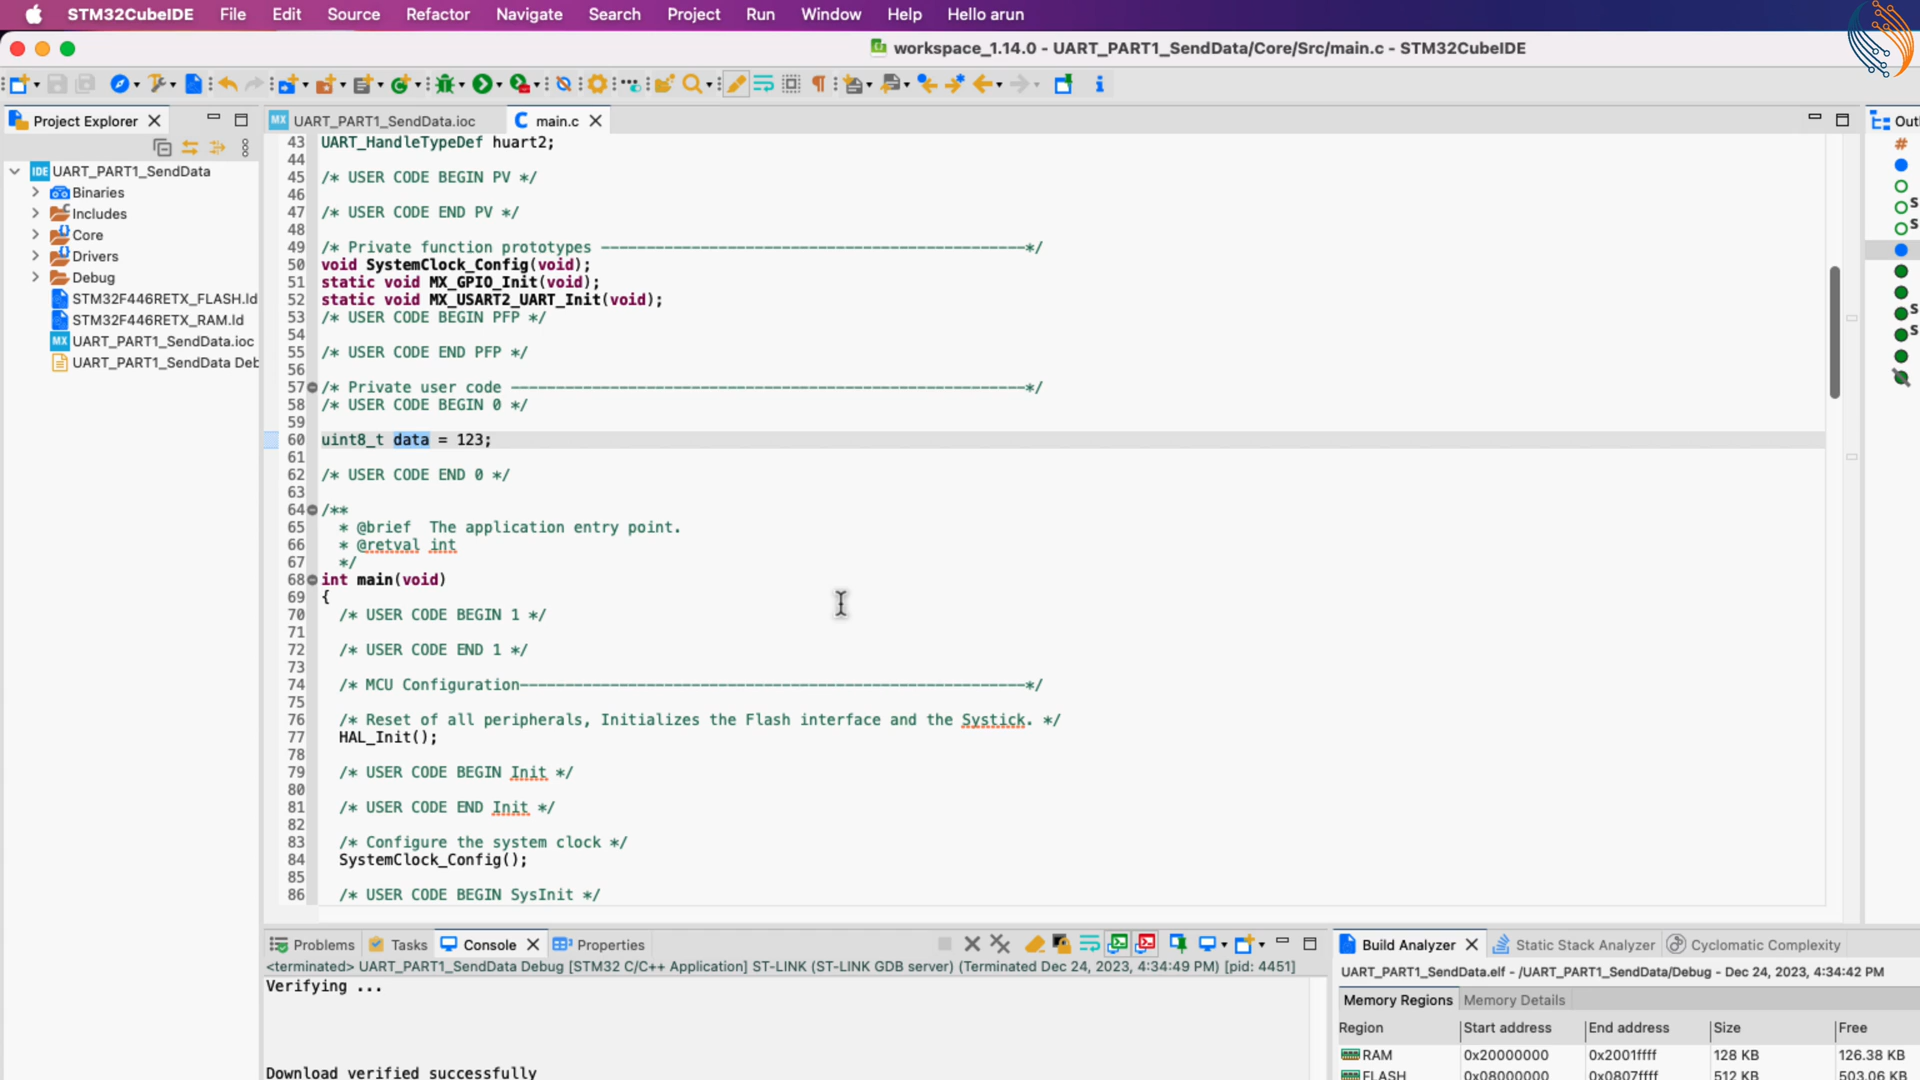 STM32CubeIDE File Edit Source Refactor Navigate Search Project Run Window Help Hello arun
workspace_1.14.0 - UART_PART1_SendData/Core/Src/main.c - STM32CubeIDE
Project Explorer
UART_PART1_SendData
Binaries
Includes
Core
Drivers
Debug
STM32F446RETX_FLASH.ld
STM32F446RETX_RAM.ld
UART_PART1_SendData.ioc
UART_PART1_SendData Deb
UART_PART1_SendData.ioc main.c
43 UART_HandleTypeDef huart2;
44
45 /* USER CODE BEGIN PV */
46
47 /* USER CODE END PV */
48
49 /* Private function prototypes -----------------------------------------------*/
50 void SystemClock_Config(void);
51 static void MX_GPIO_Init(void);
52 static void MX_USART2_UART_Init(void);
53 /* USER CODE BEGIN PFP */
54
55 /* USER CODE END PFP */
56
57 /* Private user code ---------------------------------------------------------*/
58 /* USER CODE BEGIN 0 */
59
60 uint8_t data = 123;
61
62 /* USER CODE END 0 */
63
64 /**
65 * @brief The application entry point.
66 * @retval int
67 */
68 int main(void)
69 {
70 /* USER CODE BEGIN 1 */
71
72 /* USER CODE END 1 */
73
74 /* MCU Configuration--------------------------------------------------------*/
75
76 /* Reset of all peripherals, Initializes the Flash interface and the Systick. */
77 HAL_Init();
78
79 /* USER CODE BEGIN Init */
80
81 /* USER CODE END Init */
82
83 /* Configure the system clock */
84 SystemClock_Config();
85
86 /* USER CODE BEGIN SysInit */
Out
# 
S
S
S
S
Problems Tasks Console Properties
<terminated> UART_PART1_SendData Debug [STM32 C/C++ Application] ST-LINK (ST-LINK GDB server) (Terminated Dec 24, 2023, 4:34:49 PM) [pid: 4451]
Verifying ...
Download verified successfully
Build Analyzer Static Stack Analyzer Cyclomatic Complexity
UART_PART1_SendData.elf - /UART_PART1_SendData/Debug - Dec 24, 2023, 4:34:42 PM
Memory Regions Memory Details
Region Start address End address Size Free
RAM 0x20000000 0x2001ffff 128 KB 126.38 KB
FLASH 0x08000000 0x0807ffff 512 KB 503.06 KB